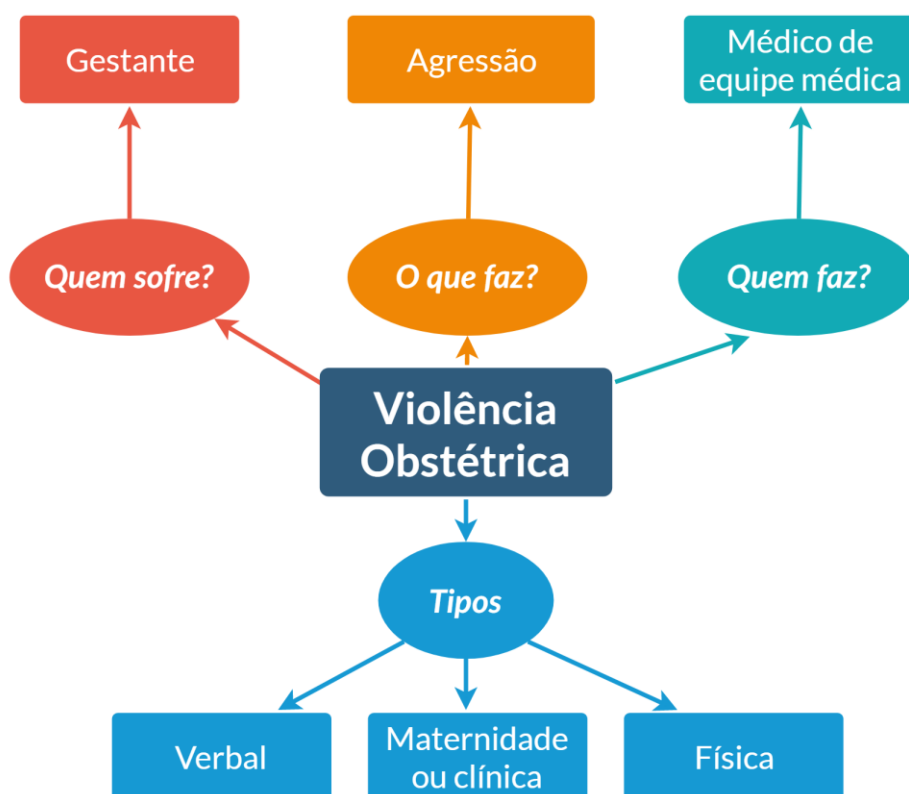 Gestante
Agressão
Médico de
equipe médica
Quem sofre?
O que faz?
Quem faz?
Violência
Obstétrica
Tipos
Verbal
Maternidade
ou clínica
Física